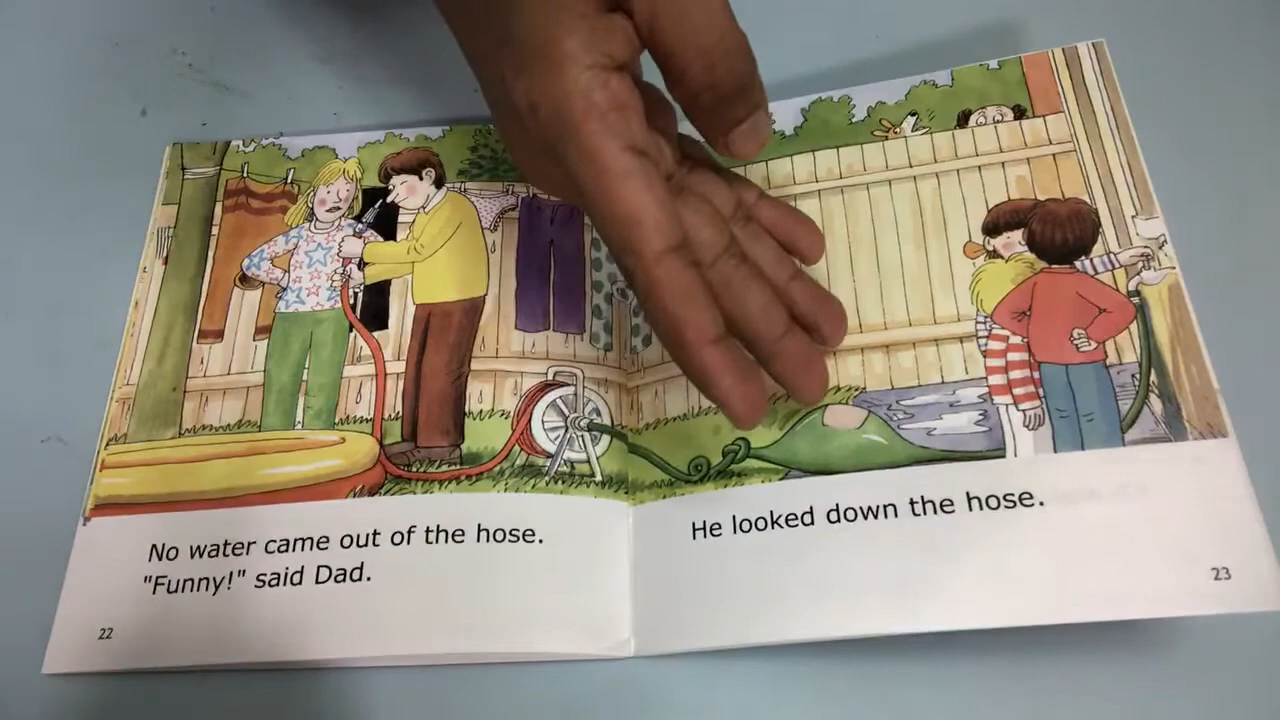 No water came out of the hose.
"Funny!" said Dad.
22
He looked down the hose.
23